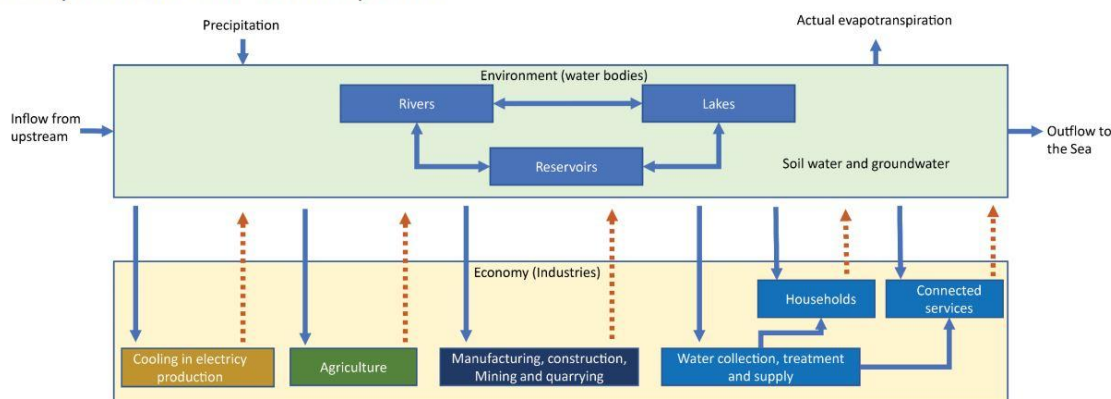 Precipitation
Actual evapotranspiration
Environment (water bodies)
Rivers
Lakes
Inflow from
upstream
Outflow to
the Sea
Reservoirs
Soil water and groundwater
Economy (Industries)
Households
Connected
services
Cooling in electricy
production
Agriculture
Manufacturing, construction,
Mining and quarrying
Water collection, treatment
and supply